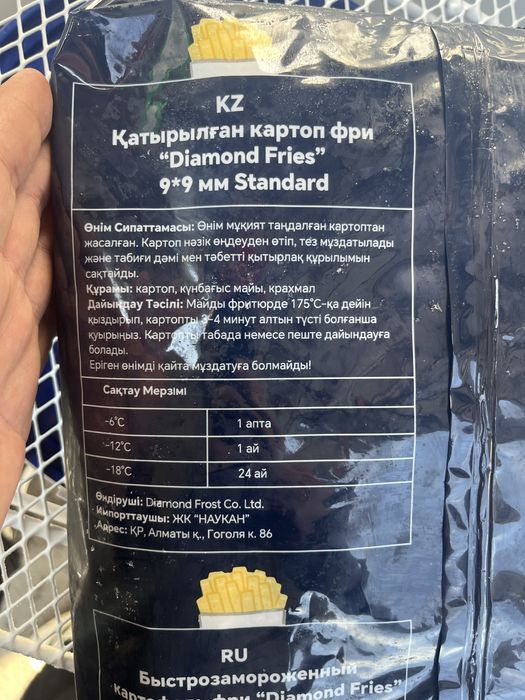 KZ
Қатырылған картоп фри
“Diamond Fries”
9*9 мм Standard
Өнім Сипаттамасы: Өнім мұқият таңдалған картоптан
жасалған. Картоп нәзік өңдеуден өтіп, тез мұздатылады
және табиғи дәмі мен тәбетті қытырлақ құрылымын
сақтайды.
Құрамы: картоп, күнбағыс майы, крахмал
Дайындау Тәсілі: Майды фритюрде 175°C-қа дейін
қыздырып, картопты 3-4 минут алтын түсті болғанша
қуырыңыз. Картопты табада немесе пеште дайындауға
болады.
Еріген өнімді қайта мұздатуға болмайды!
Сақтау Мерзімі
-6°C 1 апта
-12°C 1 ай
-18°C 24 ай
Өндіруші: Diamond Frost Co. Ltd.
Импорттаушы: ЖК “НАУКАН”
Адрес: ҚР, Алматы қ., Гоголя к. 86
RU
Быстрозамороженный
картофель фри “Diamond Fries”